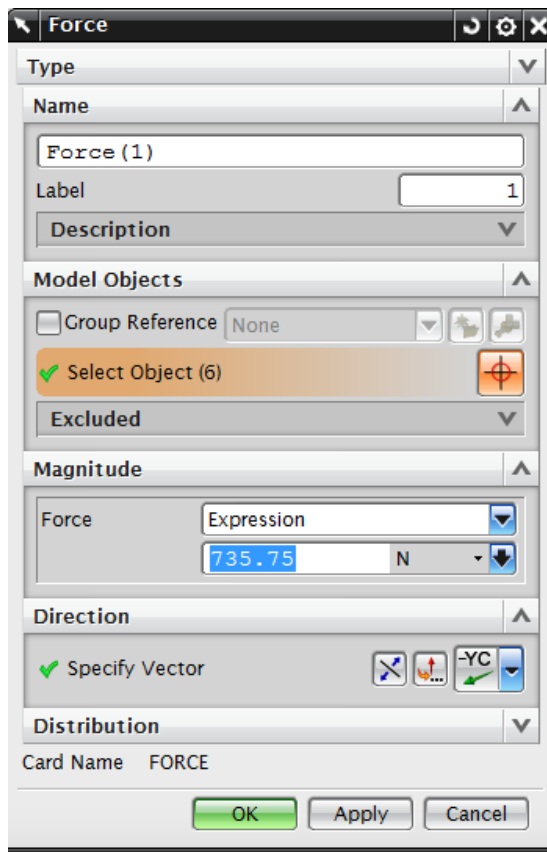 Force
Type
Name
Force(1)
Label 1
Description
Model Objects
Group Reference None
Select Object (6)
Excluded
Magnitude
Force Expression
735.75 N
Direction
Specify Vector -YC
Distribution
Card Name FORCE
OK Apply Cancel